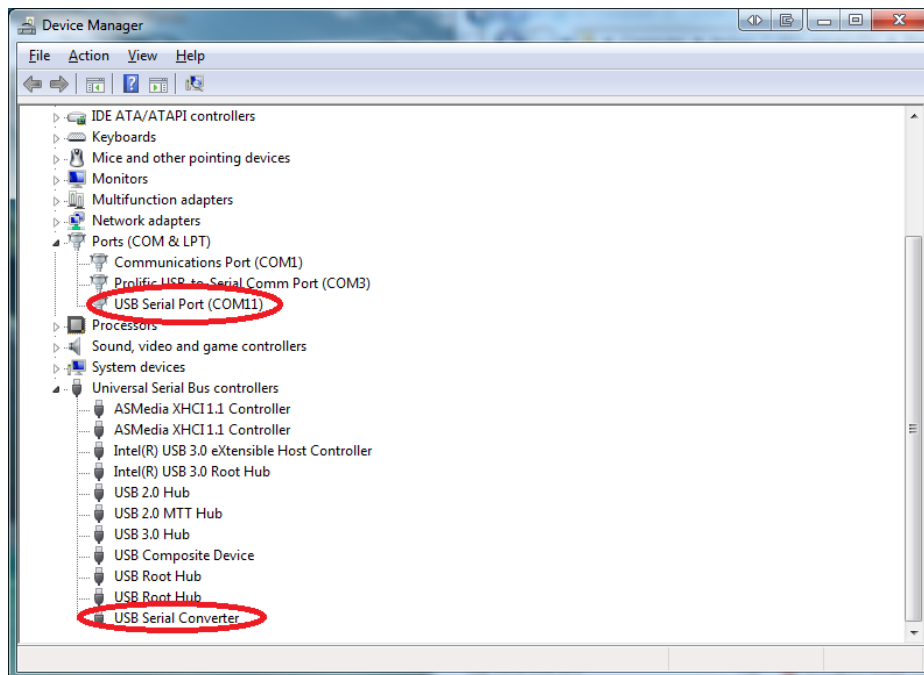 Device Manager
File Action View Help
IDE ATA/ATAPI controllers
Keyboards
Mice and other pointing devices
Monitors
Multifunction adapters
Network adapters
Ports (COM & LPT)
Communications Port (COM1)
Prolific USB-to-Serial Comm Port (COM3)
USB Serial Port (COM11)
Processors
Sound, video and game controllers
System devices
Universal Serial Bus controllers
ASMedia XHCI1.1 Controller
ASMedia XHCI1.1 Controller
Intel(R) USB 3.0 eXtensible Host Controller
Intel(R) USB 3.0 Root Hub
USB 2.0 Hub
USB 2.0 MTT Hub
USB 3.0 Hub
USB Composite Device
USB Root Hub
USB Root Hub
USB Serial Converter